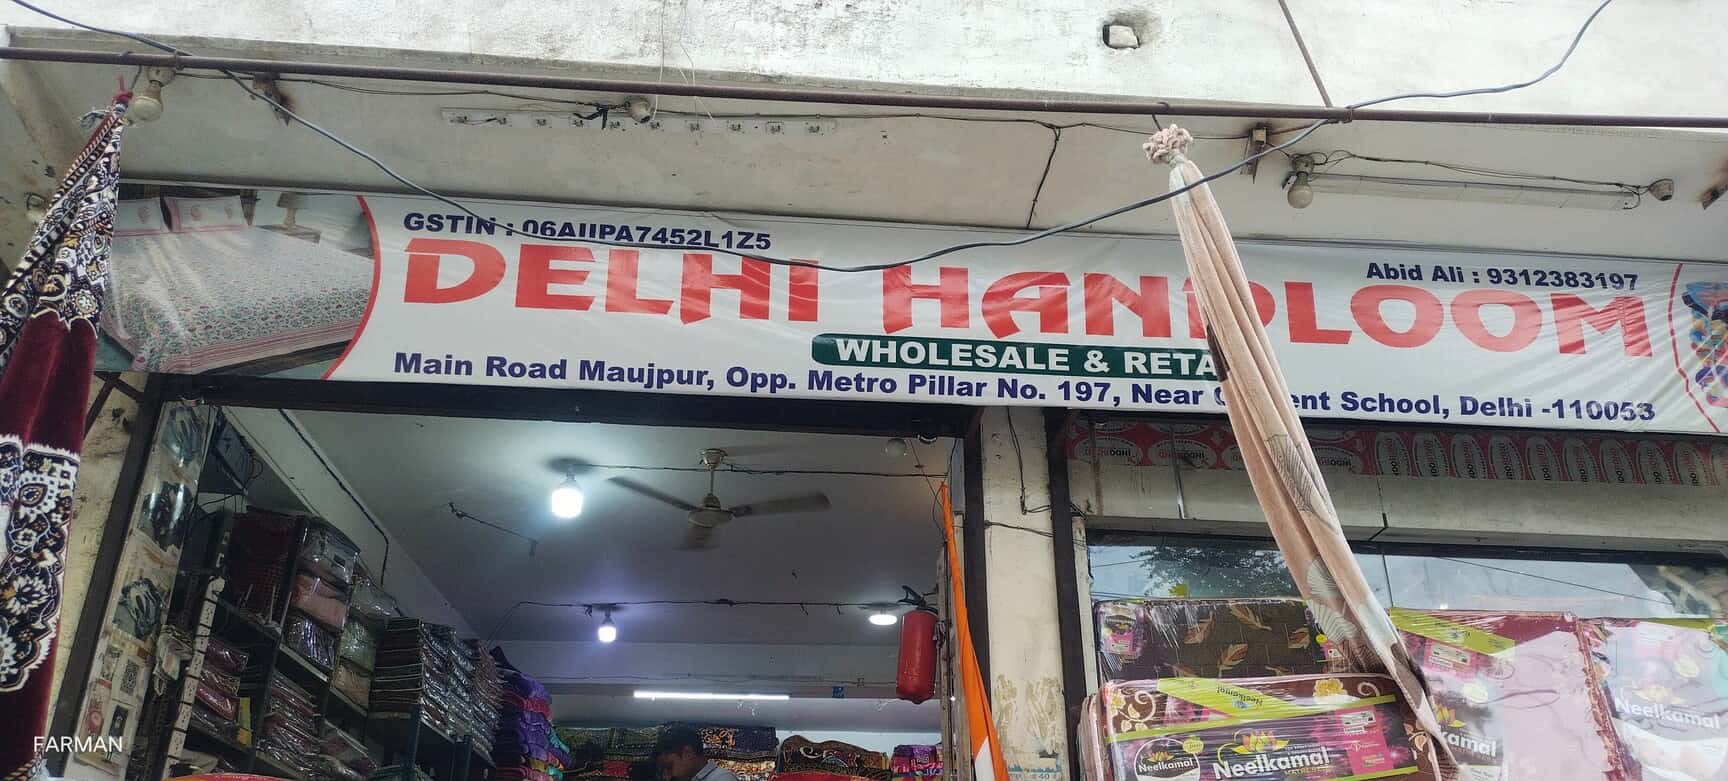 GSTIN : 06AIIPA7452L1Z5
Abid Ali : 9312383197
DELHI HANDLOOM
WHOLESALE & RETA
Main Road Maujpur, Opp. Metro Pillar No. 197, Near ent School, Delhi -110053
Neelkamal
Neelkamal
kamal
Neelkamal
FARMAN